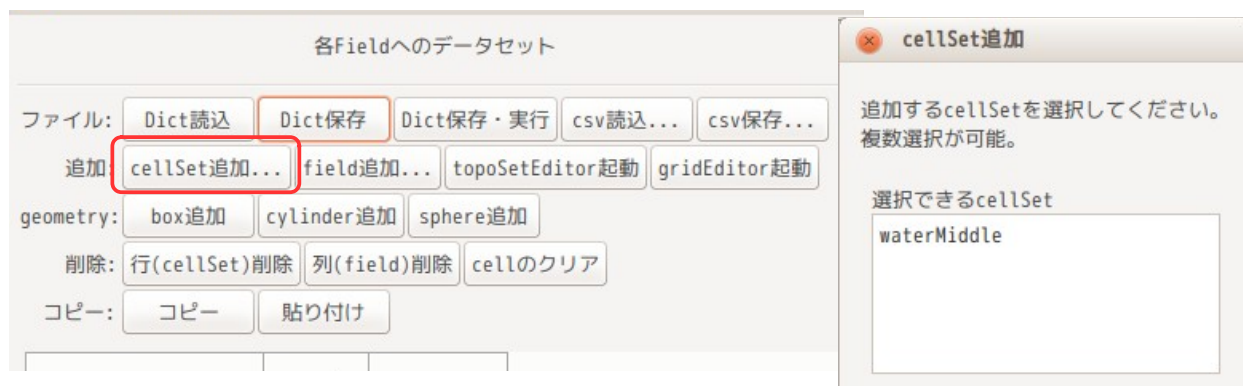 各Fieldへのデータセット
ファイル: Dict読込 Dict保存 Dict保存・実行 csv読込... csv保存...
追加: cellSet追加... field追加... topoSetEditor起動 gridEditor起動
geometry: box追加 cylinder追加 sphere追加
削除: 行(cellSet)削除 列(field)削除 cellのクリア
コピー: コピー 貼り付け
cellSet追加
追加するcellSetを選択してください。
複数選択が可能。
選択できるcellSet
waterMiddle